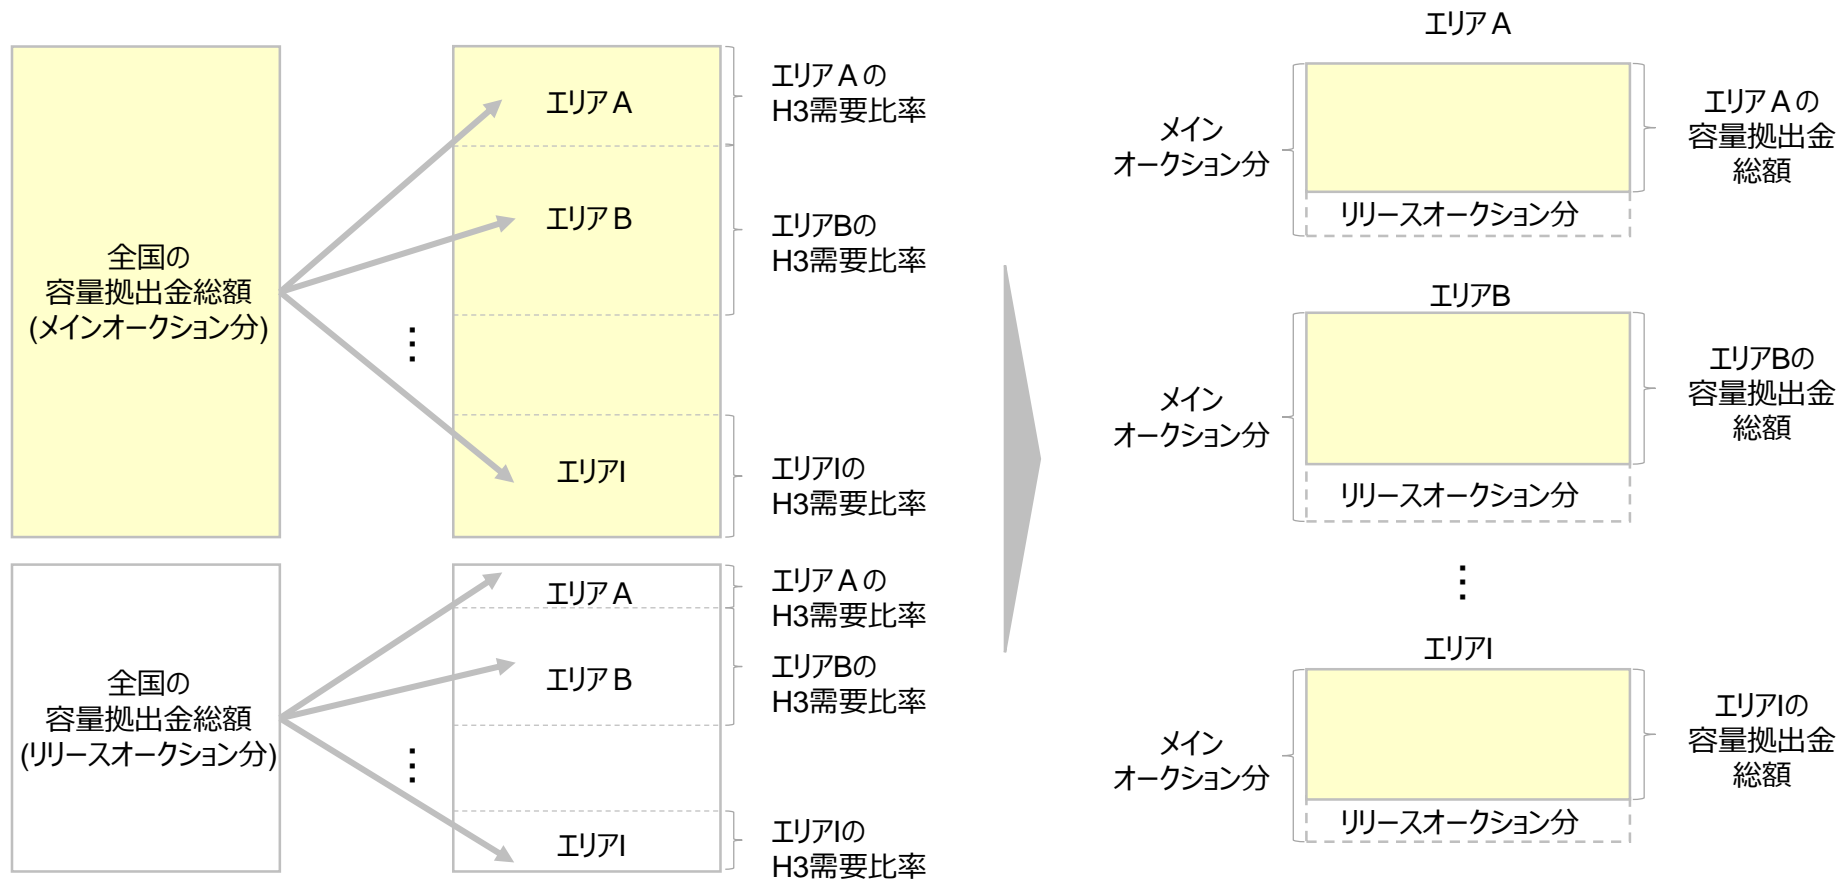 全国の
容量拠出金総額
(メインオークション分)
エリアA
エリアB
⋮
エリアI
エリアAの
H3需要比率
エリアBの
H3需要比率
エリアIの
H3需要比率
全国の
容量拠出金総額
(リリースオークション分)
エリアA
エリアB
⋮
エリアI
エリアAの
H3需要比率
エリアBの
H3需要比率
エリアIの
H3需要比率
エリアA
メイン
オークション分
リリースオークション分
エリアAの
容量拠出金
総額
エリアB
メイン
オークション分
リリースオークション分
エリアBの
容量拠出金
総額
⋮
エリアI
メイン
オークション分
リリースオークション分
エリアIの
容量拠出金
総額